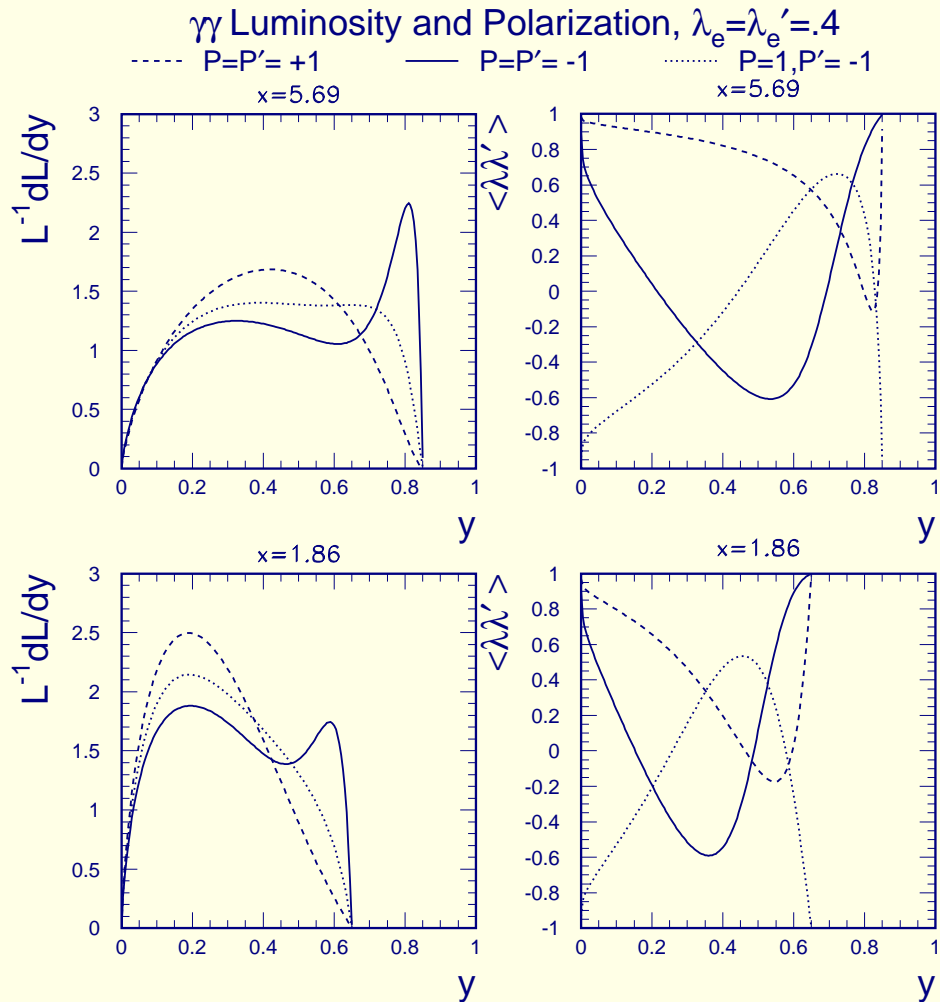 γγ Luminosity and Polarization, λe=λe′=.4
P=P′= +1 P=P′= -1 P=1,P′= -1
x=5.69
L-1 dL/dy
3
2.5
2
1.5
1
0.5
0
0 0.2 0.4 0.6 0.8 1
y
x=5.69
<λλ′ >
1
0.8
0.6
0.4
0.2
0
-0.2
-0.4
-0.6
-0.8
-1
0 0.2 0.4 0.6 0.8 1
y
x=1.86
L-1 dL/dy
3
2.5
2
1.5
1
0.5
0
0 0.2 0.4 0.6 0.8 1
y
x=1.86
<λλ′ >
1
0.8
0.6
0.4
0.2
0
-0.2
-0.4
-0.6
-0.8
-1
0 0.2 0.4 0.6 0.8 1
y